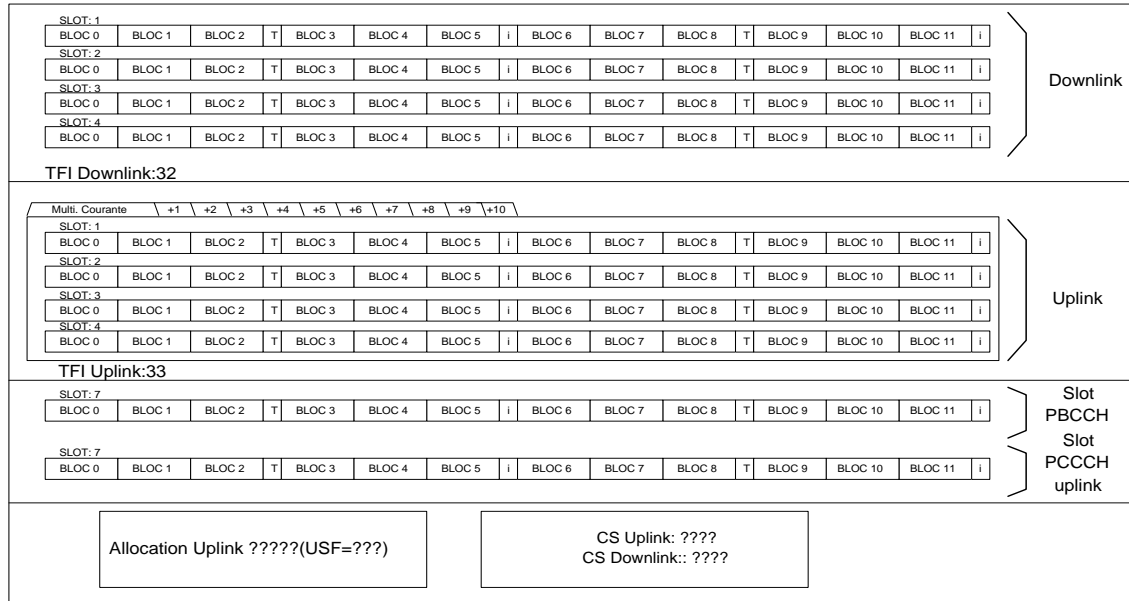 SLOT: 1
BLOC 0 BLOC 1 BLOC 2 T BLOC 3 BLOC 4 BLOC 5 i BLOC 6 BLOC 7 BLOC 8 T BLOC 9 BLOC 10 BLOC 11 i
SLOT: 2
BLOC 0 BLOC 1 BLOC 2 T BLOC 3 BLOC 4 BLOC 5 i BLOC 6 BLOC 7 BLOC 8 T BLOC 9 BLOC 10 BLOC 11 i
SLOT: 3
BLOC 0 BLOC 1 BLOC 2 T BLOC 3 BLOC 4 BLOC 5 i BLOC 6 BLOC 7 BLOC 8 T BLOC 9 BLOC 10 BLOC 11 i
SLOT: 4
BLOC 0 BLOC 1 BLOC 2 T BLOC 3 BLOC 4 BLOC 5 i BLOC 6 BLOC 7 BLOC 8 T BLOC 9 BLOC 10 BLOC 11 i
Downlink
TFI Downlink:32
Multi. Courante +1 +2 +3 +4 +5 +6 +7 +8 +9 +10
SLOT: 1
BLOC 0 BLOC 1 BLOC 2 T BLOC 3 BLOC 4 BLOC 5 i BLOC 6 BLOC 7 BLOC 8 T BLOC 9 BLOC 10 BLOC 11 i
SLOT: 2
BLOC 0 BLOC 1 BLOC 2 T BLOC 3 BLOC 4 BLOC 5 i BLOC 6 BLOC 7 BLOC 8 T BLOC 9 BLOC 10 BLOC 11 i
SLOT: 3
BLOC 0 BLOC 1 BLOC 2 T BLOC 3 BLOC 4 BLOC 5 i BLOC 6 BLOC 7 BLOC 8 T BLOC 9 BLOC 10 BLOC 11 i
SLOT: 4
BLOC 0 BLOC 1 BLOC 2 T BLOC 3 BLOC 4 BLOC 5 i BLOC 6 BLOC 7 BLOC 8 T BLOC 9 BLOC 10 BLOC 11 i
Uplink
TFI Uplink:33
SLOT: 7
BLOC 0 BLOC 1 BLOC 2 T BLOC 3 BLOC 4 BLOC 5 i BLOC 6 BLOC 7 BLOC 8 T BLOC 9 BLOC 10 BLOC 11 i
Slot
PBCCH
SLOT: 7
BLOC 0 BLOC 1 BLOC 2 T BLOC 3 BLOC 4 BLOC 5 i BLOC 6 BLOC 7 BLOC 8 T BLOC 9 BLOC 10 BLOC 11 i
Slot
PCCCH
uplink
Allocation Uplink ?????(USF=???)
CS Uplink: ????
CS Downlink:: ????